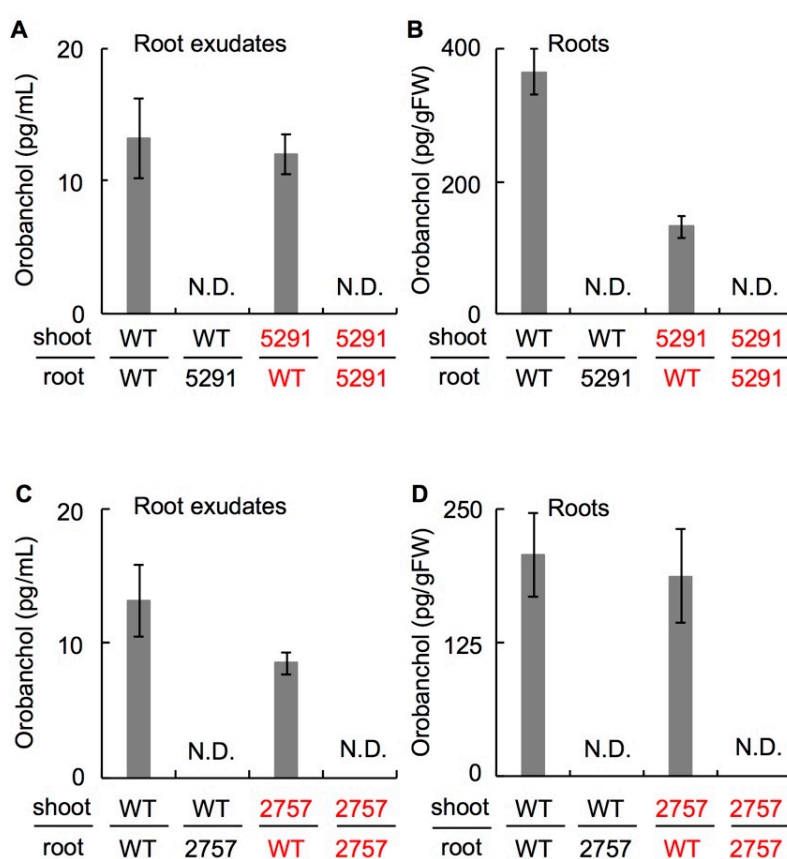 A
Root exudates
Orobanchol (pg/mL)
20
10
0
N.D.
N.D.
shoot WT WT 5291 5291
root WT 5291 WT 5291
B
Roots
Orobanchol (pg/gFW)
400
200
0
N.D.
N.D.
shoot WT WT 5291 5291
root WT 5291 WT 5291
C
Root exudates
Orobanchol (pg/mL)
20
10
0
N.D.
N.D.
shoot WT WT 2757 2757
root WT 2757 WT 2757
D
Roots
Orobanchol (pg/gFW)
250
125
0
N.D.
N.D.
shoot WT WT 2757 2757
root WT 2757 WT 2757